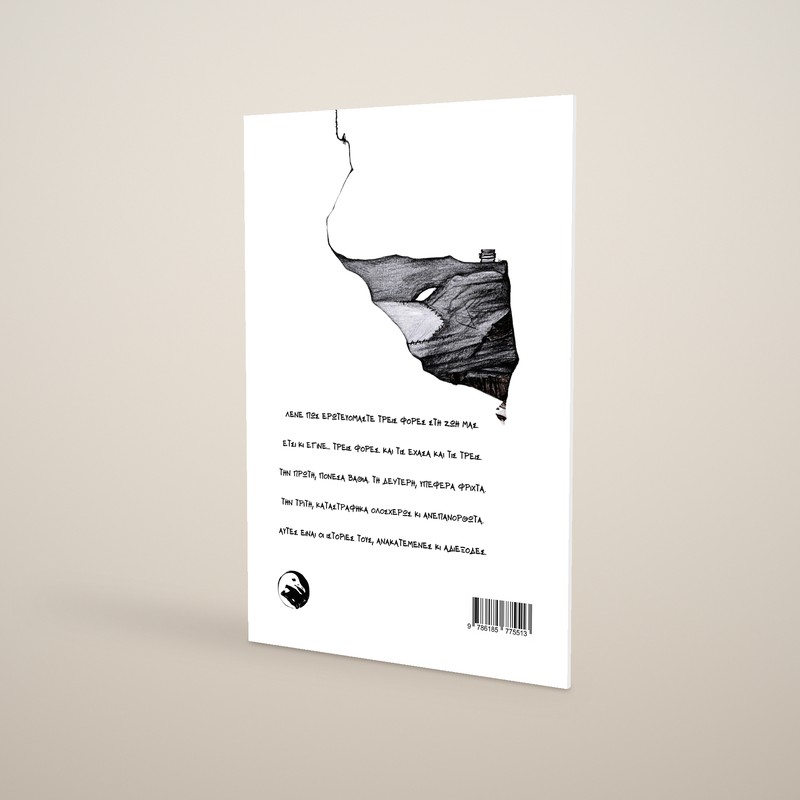 ΛΕΝΕ ΠΩΣ ΕΡΩΤΕΥΟΜΑΣΤΕ ΤΡΕΙΣ ΦΟΡΕΣ ΣΤΗ ΖΩΗ ΜΑΣ.
ΕΤΣΙ ΚΙ ΕΓΙΝΕ... ΤΡΕΙΣ ΦΟΡΕΣ ΚΑΙ ΤΙΣ ΕΧΑΣΑ ΚΑΙ ΤΙΣ ΤΡΕΙΣ.
ΤΗΝ ΠΡΩΤΗ, ΠΟΝΕΣΑ ΒΑΘΙΑ. ΤΗ ΔΕΥΤΕΡΗ, ΥΠΕΦΕΡΑ ΦΡΙΧΤΑ.
ΤΗΝ ΤΡΙΤΗ, ΚΑΤΑΣΤΡΑΦΗΚΑ ΟΛΟΣΧΕΡΩΣ ΚΙ ΑΝΕΠΑΝΟΡΘΩΤΑ.
ΑΥΤΕΣ ΕΙΝΑΙ ΟΙ ΙΣΤΟΡΙΕΣ ΤΟΥΣ, ΑΝΑΚΑΤΕΜΕΝΕΣ ΚΙ ΑΔΙΕΞΟΔΕΣ.
9 786185 775513